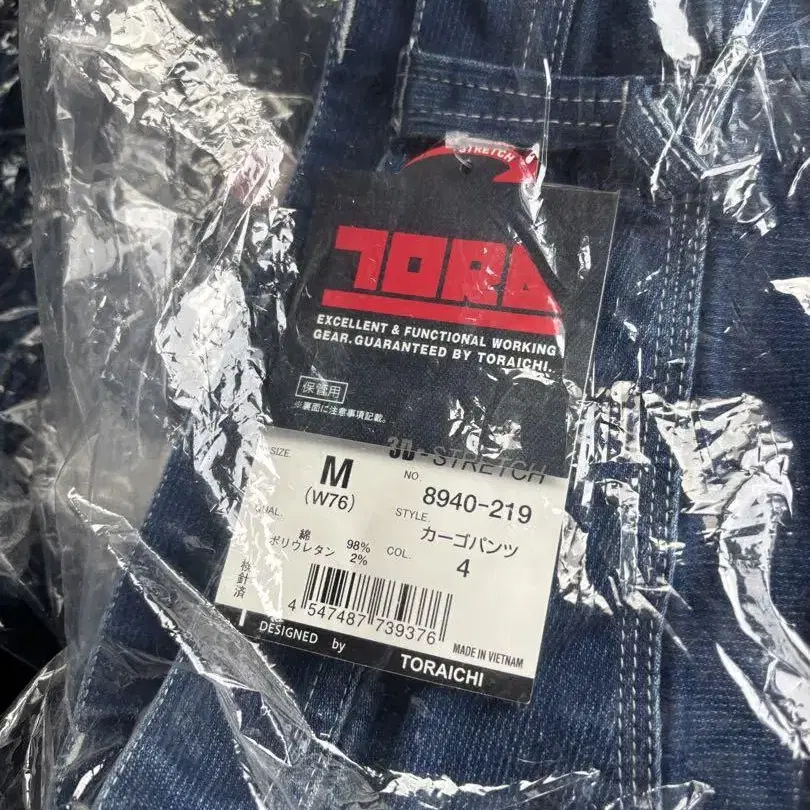 STRETCH
TORA
EXCELLENT & FUNCTIONAL WORKING
GEAR.GUARANTEED BY TORAICHI.
保管用
※裏面に注意事項記載。
3D-STRETCH
SIZE. M NO. 8940-219
(W76)
QUAL. STYLE. カーゴパンツ
綿 98%
ポリウレタン 2% COL. 4
検針済
4 547487 739376
MADE IN VIETNAM
DESIGNED by TORAICHI